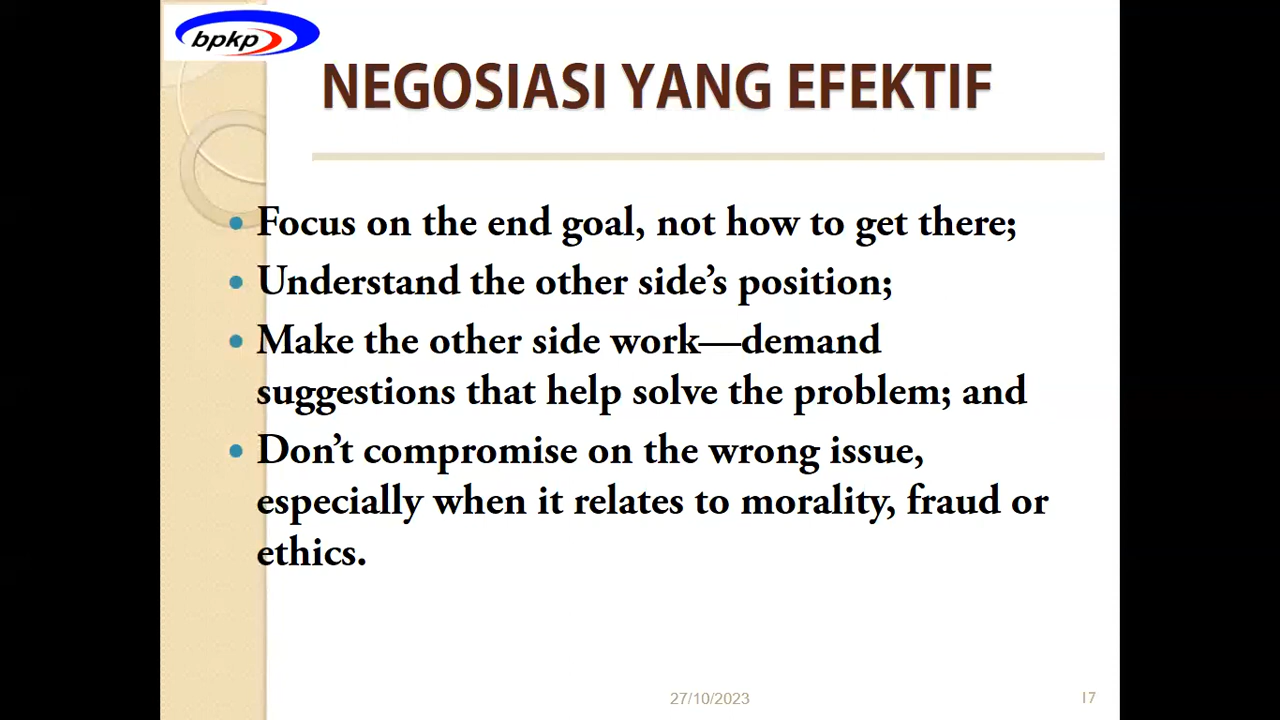 bpkp
NEGOSIASI YANG EFEKTIF
• Focus on the end goal, not how to get there;
• Understand the other side’s position;
• Make the other side work—demand
suggestions that help solve the problem; and
• Don’t compromise on the wrong issue,
especially when it relates to morality, fraud or
ethics.
27/10/2023
17